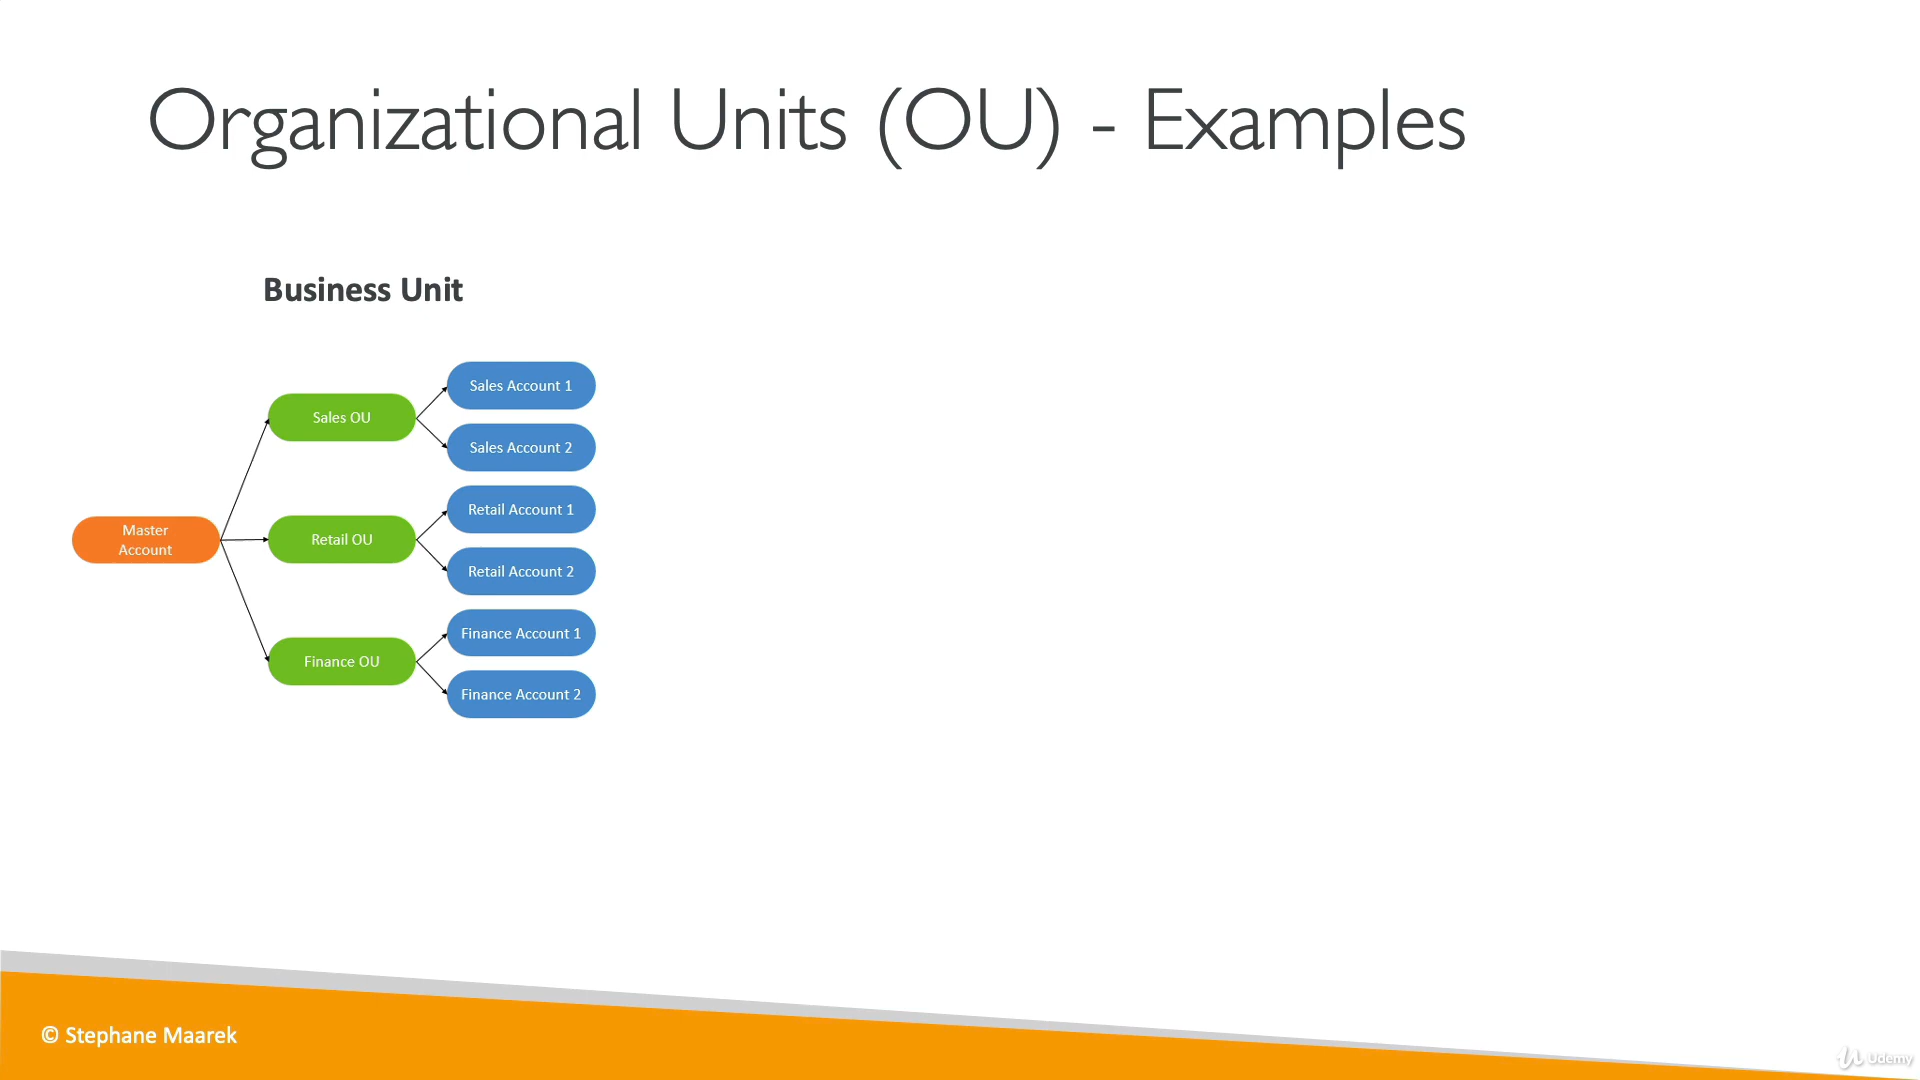 Organizational Units (OU) - Examples
Business Unit
Master
Account
Sales OU
Retail OU
Finance OU
Sales Account 1
Sales Account 2
Retail Account 1
Retail Account 2
Finance Account 1
Finance Account 2
© Stephane Maarek
Udemy